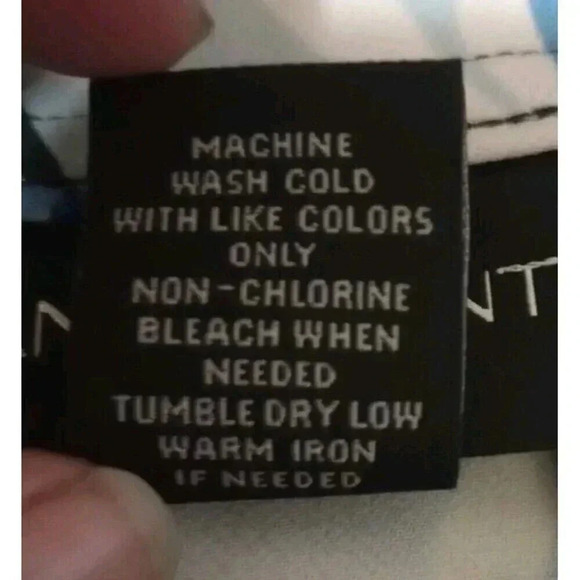 MACHINE
WASH COLD
WITH LIKE COLORS
ONLY
NON-CHLORINE
BLEACH WHEN
NEEDED
TUMBLE DRY LOW
WARM IRON
IF NEEDED
NT